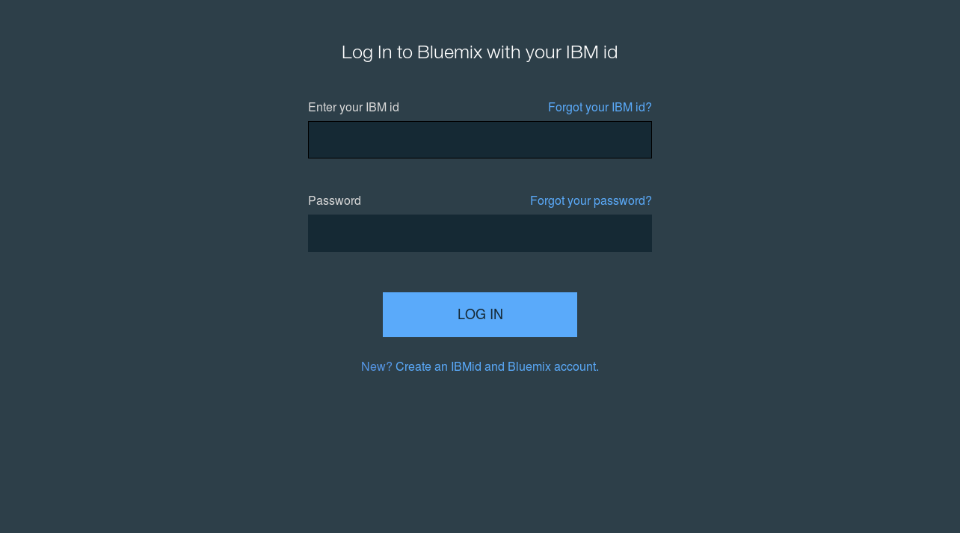 Log In to Bluemix with your IBM id
Enter your IBM id
Forgot your IBM id?
Password
Forgot your password?
LOG IN
New? Create an IBMid and Bluemix account.